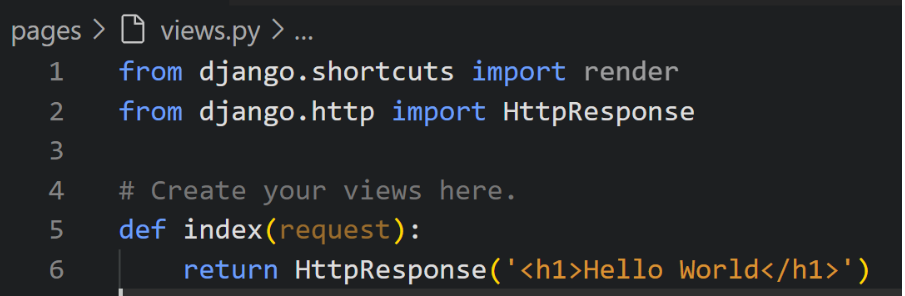 pages > views.py > ...
1 from django.shortcuts import render
2 from django.http import HttpResponse
3
4 # Create your views here.
5 def index(request):
6     return HttpResponse('<h1>Hello World</h1>')